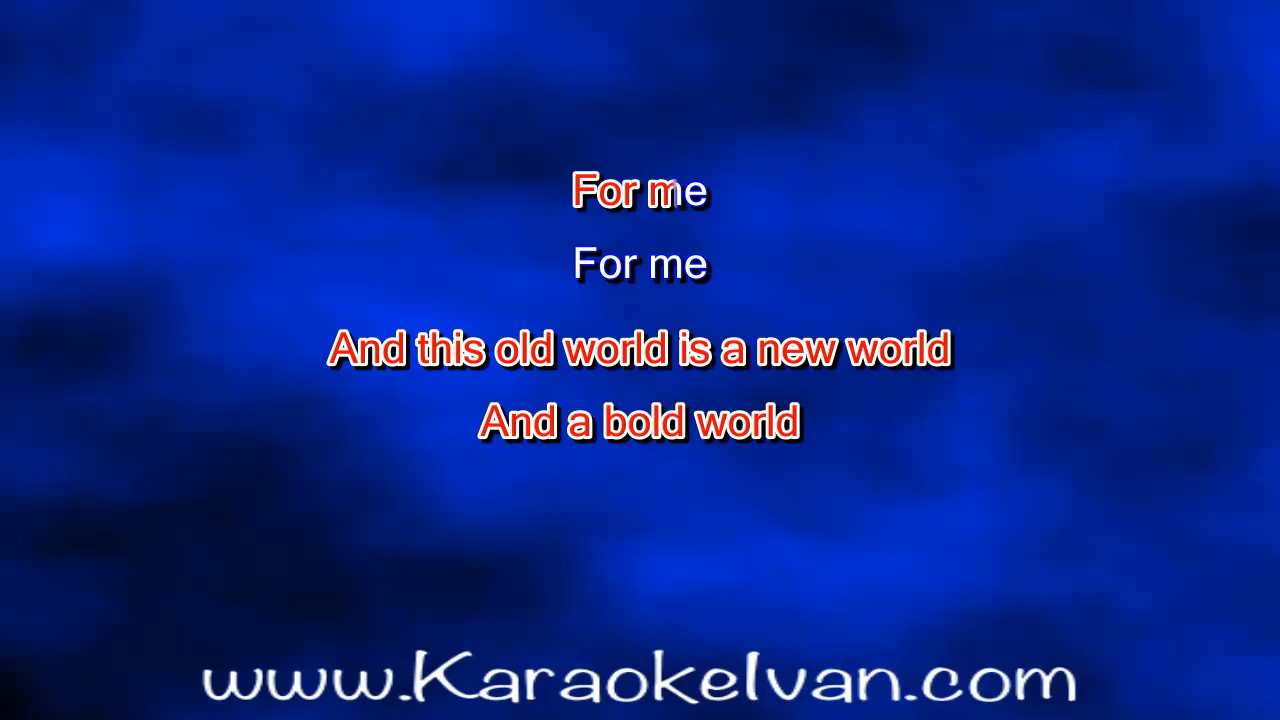 For me
For me
And this old world is a new world
And a bold world
www.KaraokeIvan.com